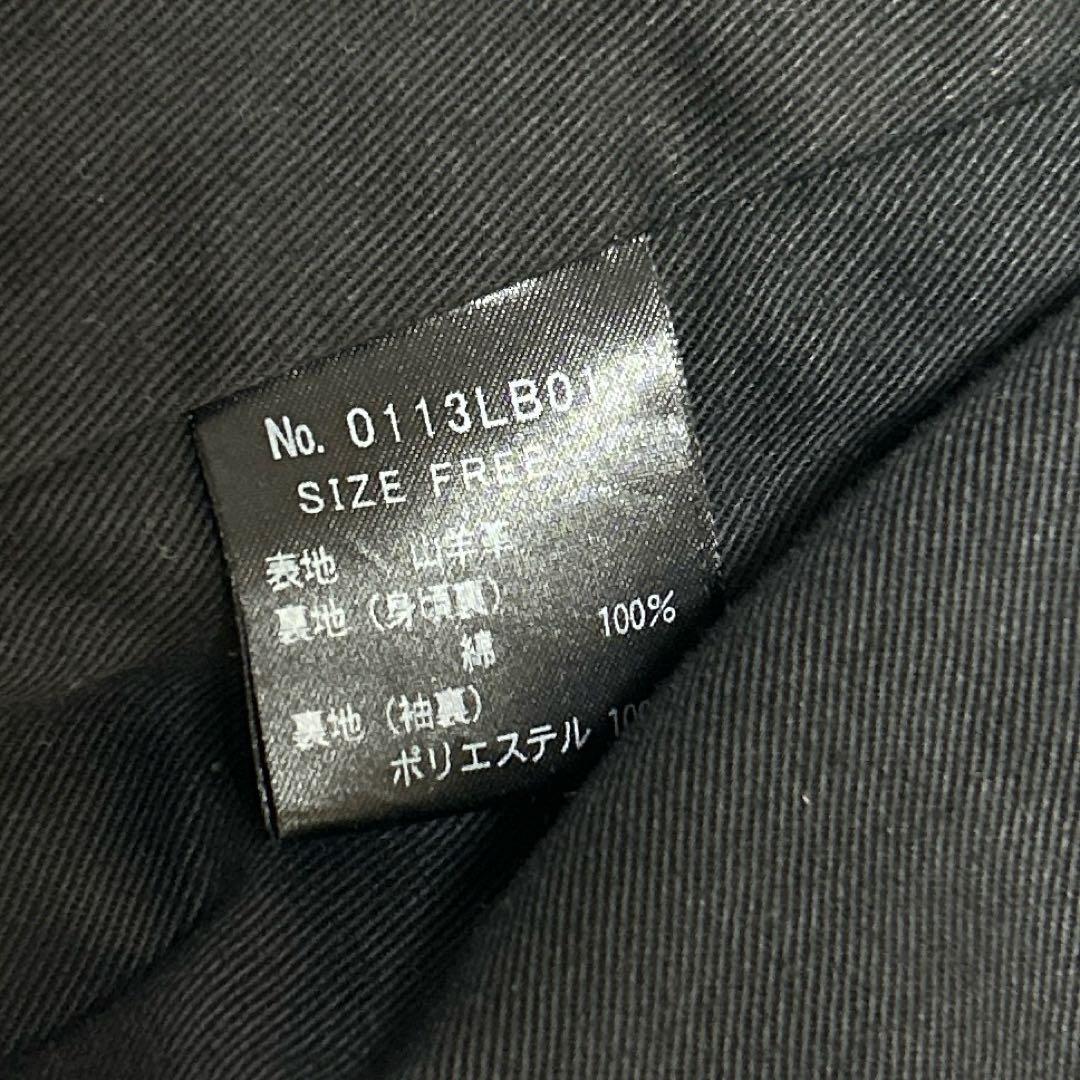 No. 0113LB01
SIZE FREE
表地 山羊革
裏地 (身頃裏)
綿 100%
裏地 (袖裏)
ポリエステル